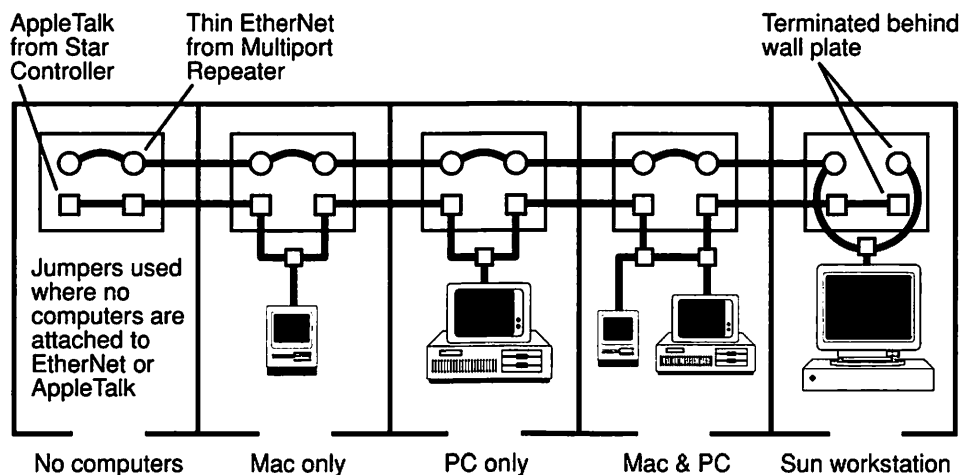 AppleTalk
from Star
Controller
Thin EtherNet
from Multiport
Repeater
Terminated behind
wall plate
Jumpers used
where no
computers are
attached to
EtherNet or
AppleTalk
No computers
Mac only
PC only
Mac & PC
Sun workstation